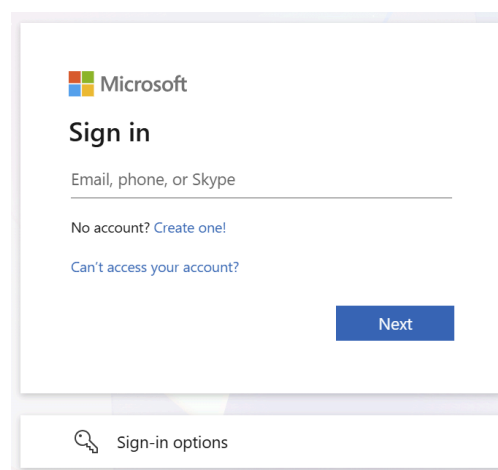 Microsoft
Sign in
Email, phone, or Skype
No account? Create one!
Can't access your account?
Next
Sign-in options